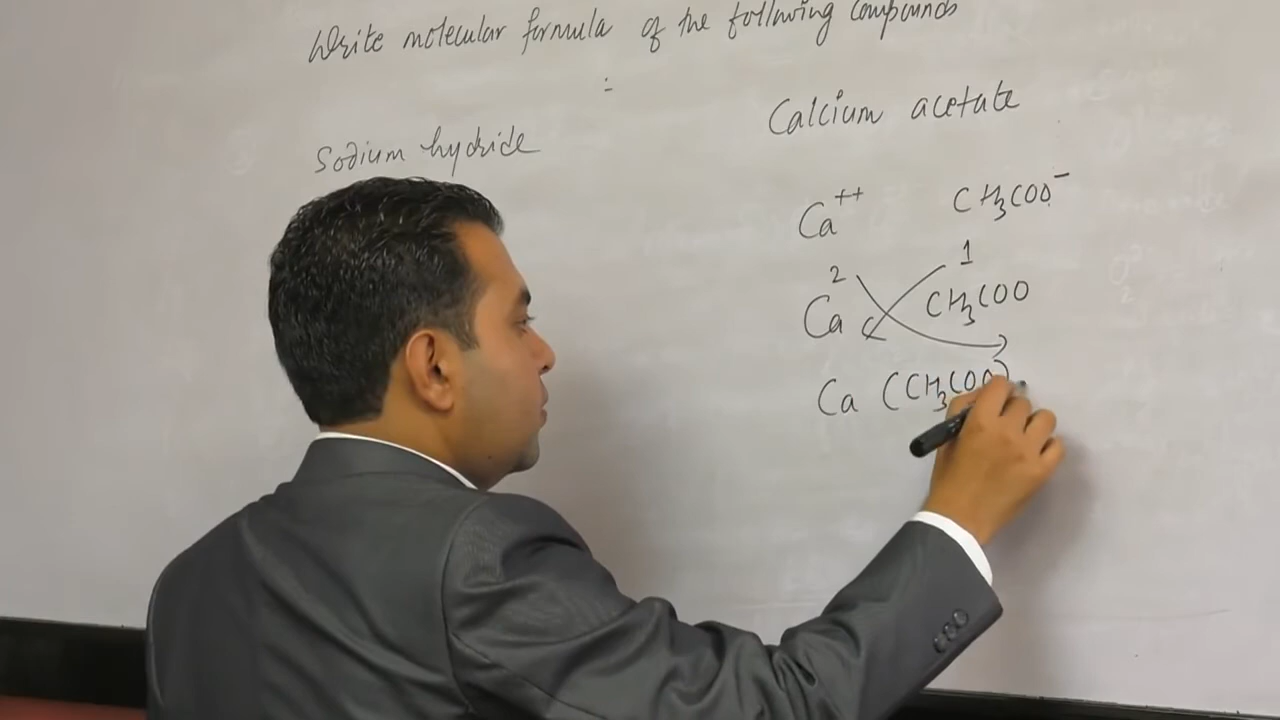 Write molecular formula of the following compounds
:-
Sodium hydride
Calcium acetate
Ca++ CH3COO-
2 1
Ca CH3COO
Ca (CH3COO)